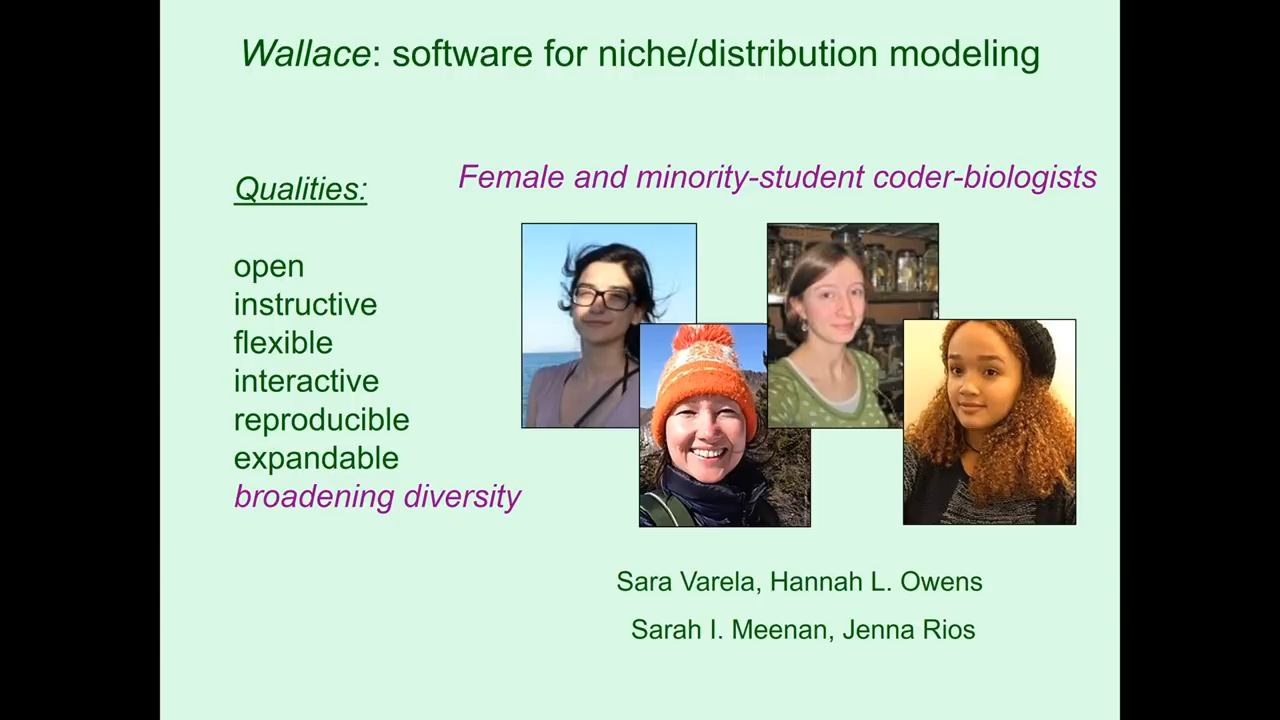 Wallace: software for niche/distribution modeling
Qualities:
Female and minority-student coder-biologists
open
instructive
flexible
interactive
reproducible
expandable
broadening diversity
Sara Varela, Hannah L. Owens
Sarah I. Meenan, Jenna Rios